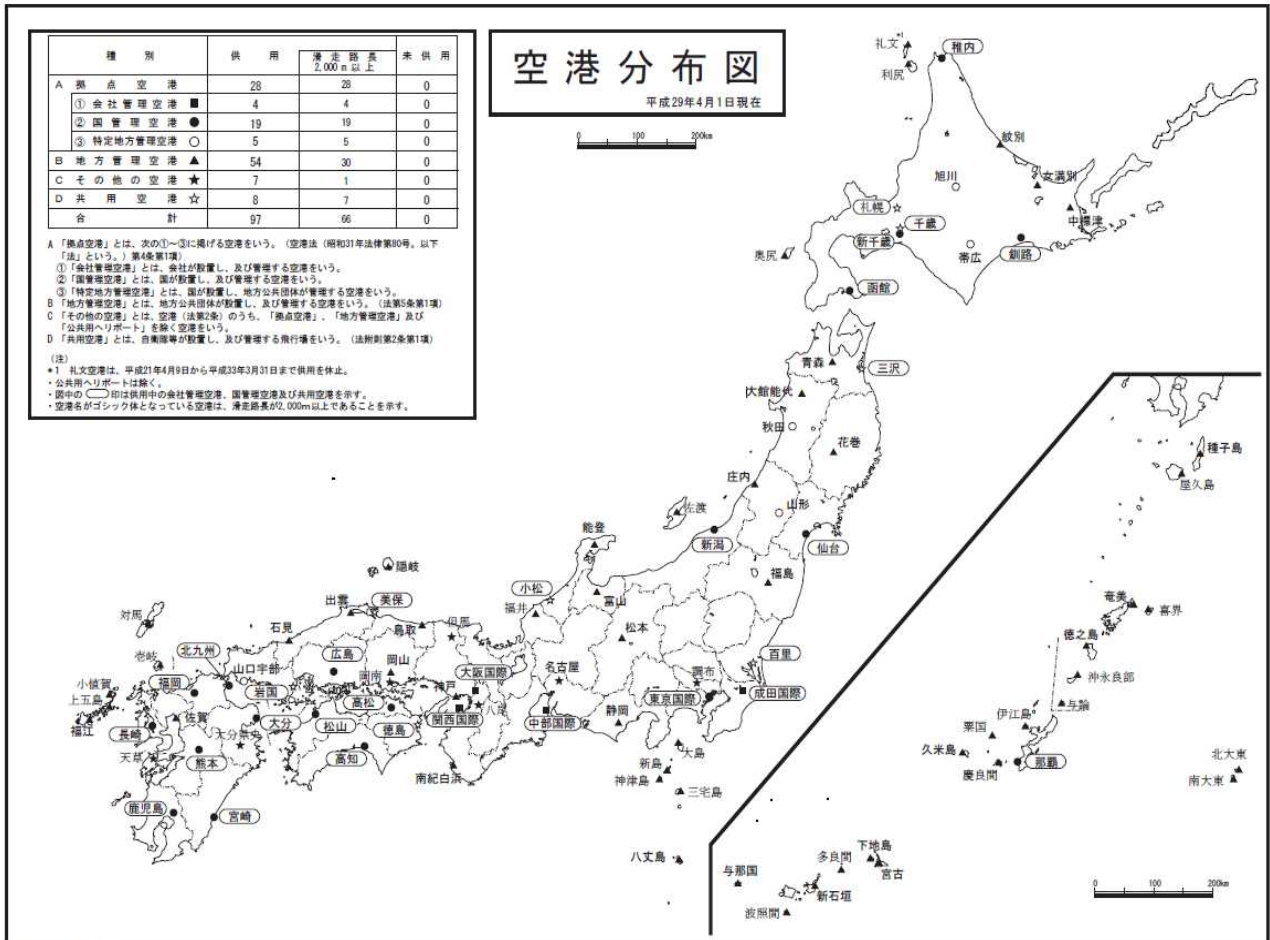 空港分布図
平成29年4月1日現在
種別 供用 滑走路長2,000m以上 未供用
A 拠点空港 28 28 0
①会社管理空港 ■ 4 4 0
②国管理空港 ● 19 19 0
③特定地方管理空港 ○ 5 5 0
B 地方管理空港 ▲ 54 30 0
C その他の空港 ★ 7 1 0
D 共用空港 ☆ 8 7 0
合計 97 66 0
A 「拠点空港」とは、次の①～③に掲げる空港をいう。(空港法(昭和31年法律第80号。以下
「法」という。)第4条第1項)
①「会社管理空港」とは、会社が設置し、及び管理する空港をいう。
②「国管理空港」とは、国が設置し、及び管理する空港をいう。
③「特定地方管理空港」とは、国が設置し、地方公共団体が管理する空港をいう。
B 「地方管理空港」とは、地方公共団体が設置し、及び管理する空港をいう。(法第5条第1項)
C 「その他の空港」とは、空港(法第2条)のうち、「拠点空港」、「地方管理空港」及び
「公共用ヘリポート」を除く空港をいう。
D 「共用空港」とは、自衛隊等が設置し、及び管理する飛行場をいう。(法附則第2条第1項)
(注)
*1 礼文空港は、平成21年4月9日から平成33年3月31日まで供用を休止。
・公共用ヘリポートは除く。
・図中の 印は供用中の会社管理空港、国管理空港及び共用空港を示す。
・空港名がゴシック体となっている空港は、滑走路長が2,000m以上であることを示す。
0 100 200km
礼文*1
稚内
利尻
紋別
旭川
女満別
中標津
札幌
千歳
新千歳
帯広
釧路
奥尻
函館
青森
三沢
大館能代
秋田
花巻
庄内
山形
佐渡
新潟
仙台
能登
福島
小松
福井
富山
松本
隠岐
出雲
美保
鳥取
但馬
石見
対馬
壱岐
北九州
山口宇部
広島
岡山
岡南
大阪国際
名古屋
調布
百里
小値賀
上五島
福岡
岩国
神戸
八尾
東京国際
成田国際
福江
長崎
佐賀
大分
大分県央
松山
高松
徳島
関西国際
中部国際
静岡
天草
熊本
高知
南紀白浜
大島
新島
神津島
三宅島
鹿児島
宮崎
八丈島
種子島
屋久島
奄美
喜界
徳之島
沖永良部
与論
伊江島
粟国
久米島
慶良間
那覇
北大東
南大東
下地島
多良間
宮古
与那国
新石垣
波照間
0 100 200km